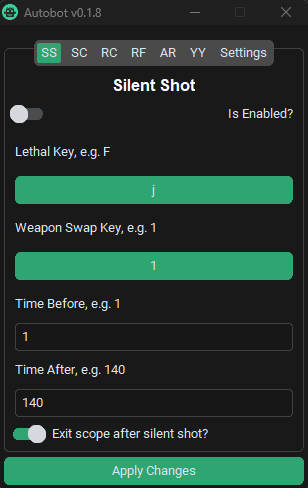 Autobot v0.1.8
SS SC RC RF AR YY Settings
Silent Shot
Is Enabled?
Lethal Key, e.g. F
j
Weapon Swap Key, e.g. 1
1
Time Before, e.g. 1
1
Time After, e.g. 140
140
Exit scope after silent shot?
Apply Changes